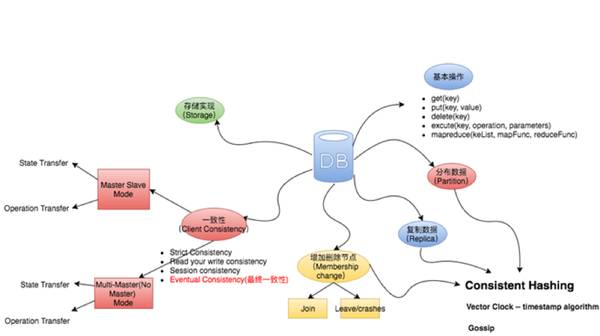 基本操作
get(key)
put(key, value)
delete(key)
excute(key, operation, parameters)
mapreduce(keList, mapFunc, reduceFunc)
存储实现
(Storage)
DB
分布数据
(Partition)
State Transfer
Master Slave
Mode
Operation Transfer
一致性
(Client Consistency)
Strict Consistency
Read your write consistency
Session consistency
Eventual Consistency(最终一致性)
复制数据
(Replica)
增加删除节点
(Membership
change)
Join
Leave/crashes
State Transfer
Multi-Master(No
Master)
Mode
Operation Transfer
Consistent Hashing
Vector Clock – timestamp algorithm
Gossip